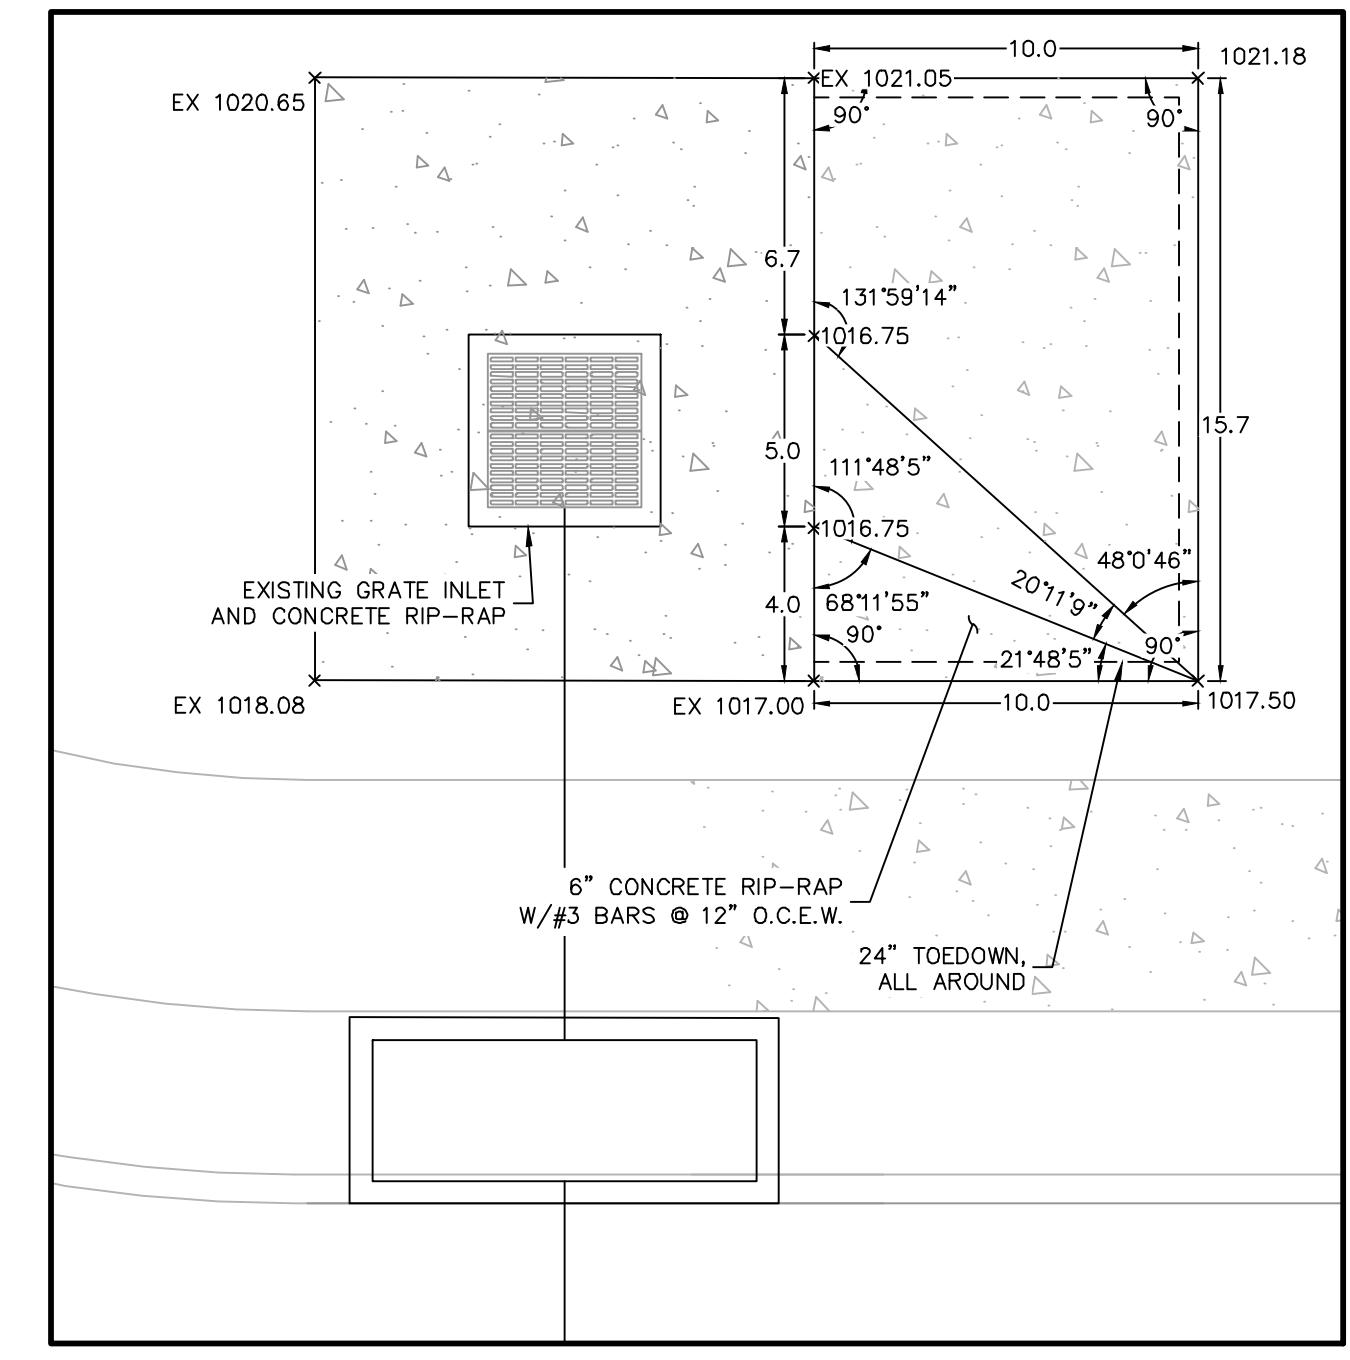 10.0
1021.18
EX 1021.05
EX 1020.65
90°
90°
6.7
131°59'14"
1016.75
15.7
5.0
111°48'5"
1016.75
48°0'46"
20°11'9"
EXISTING GRATE INLET
AND CONCRETE RIP-RAP
4.0
68°11'55"
90°
90°
21°48'5"
EX 1018.08
EX 1017.00
10.0
1017.50
6" CONCRETE RIP-RAP
W/#3 BARS @ 12" O.C.E.W.
24" TOEDOWN,
ALL AROUND